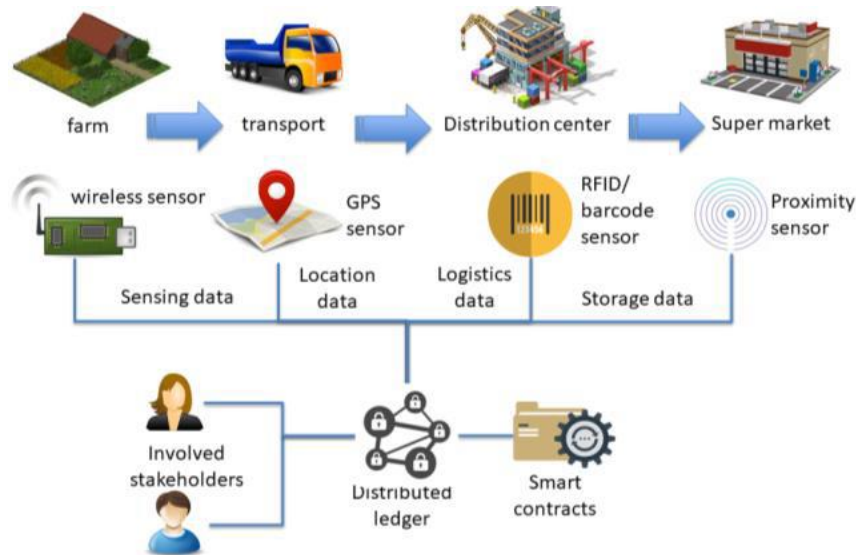 farm
transport
Distribution center
Super market
wireless sensor
GPS
sensor
RFID/
barcode
sensor
Proximity
sensor
Sensing data
Location
data
Logistics
data
Storage data
Involved
stakeholders
Distributed
ledger
Smart
contracts